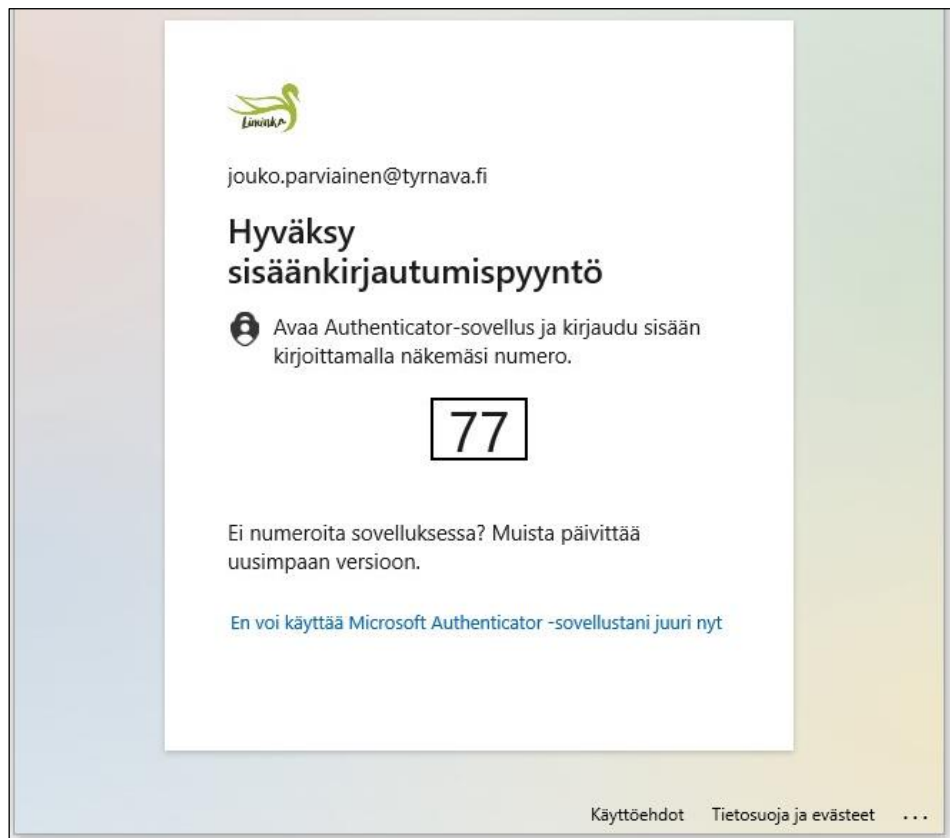 Liminka
jouko.parviainen@tyrnava.fi
Hyväksy
sisäänkirjautumispyyntö
Avaa Authenticator-sovellus ja kirjaudu sisään
kirjoittamalla näkemäsi numero.
77
Ei numeroita sovelluksessa? Muista päivittää
uusimpaan versioon.
En voi käyttää Microsoft Authenticator -sovellustani juuri nyt
Käyttöehdot Tietosuoja ja evästeet ...